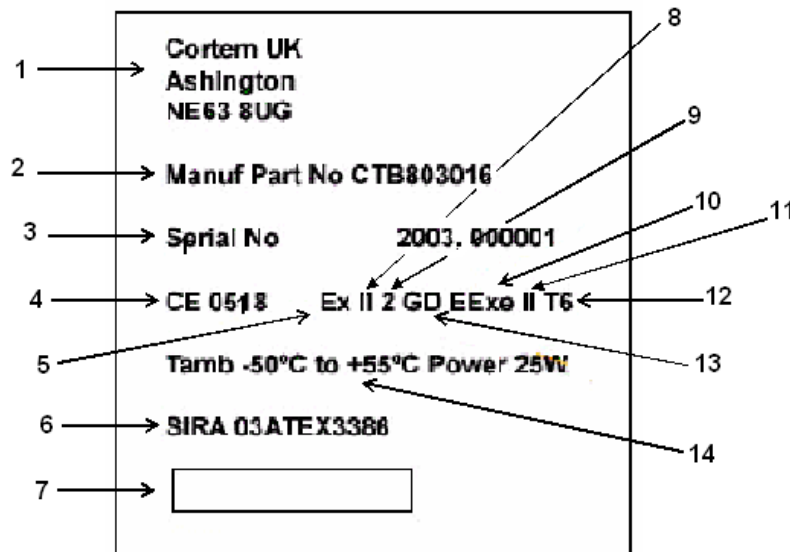 8
1 Cortem UK
Ashington
NE63 8UG
9
2 Manuf Part No CTB803016
10
11
3 Serial No 2003. 000001
4 CE 0518 Ex II 2 GD EExe II T6 12
5 Tamb -50°C to +55°C Power 25W 13
6 SIRA 03ATEX3386
14
7